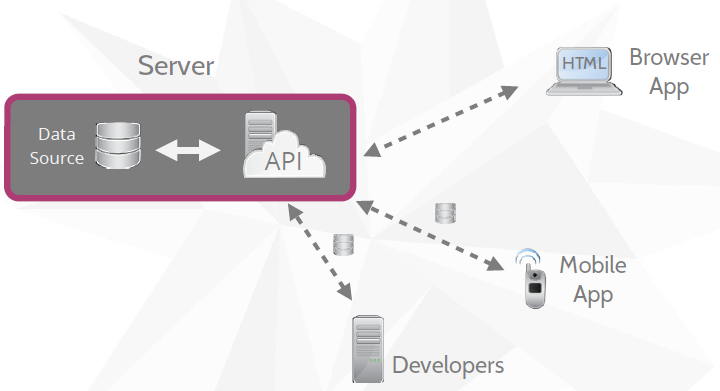 Server
Data
Source
API
HTML
Browser
App
Mobile
App
Developers